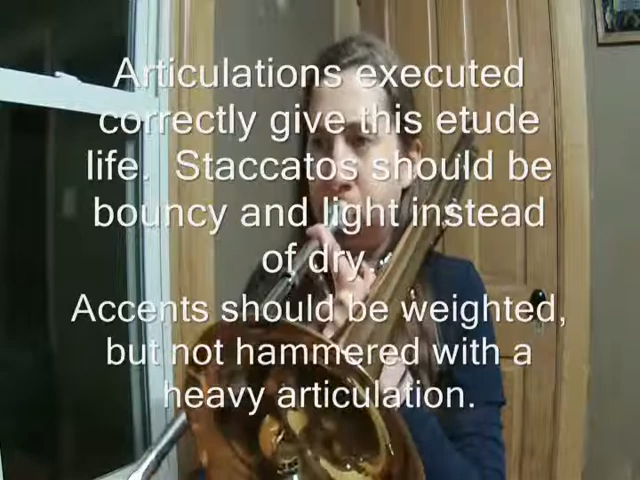 Articulations executed
correctly give this etude
life.  Staccatos should be
bouncy and light instead
of dry.
Accents should be weighted,
but not hammered with a
heavy articulation.